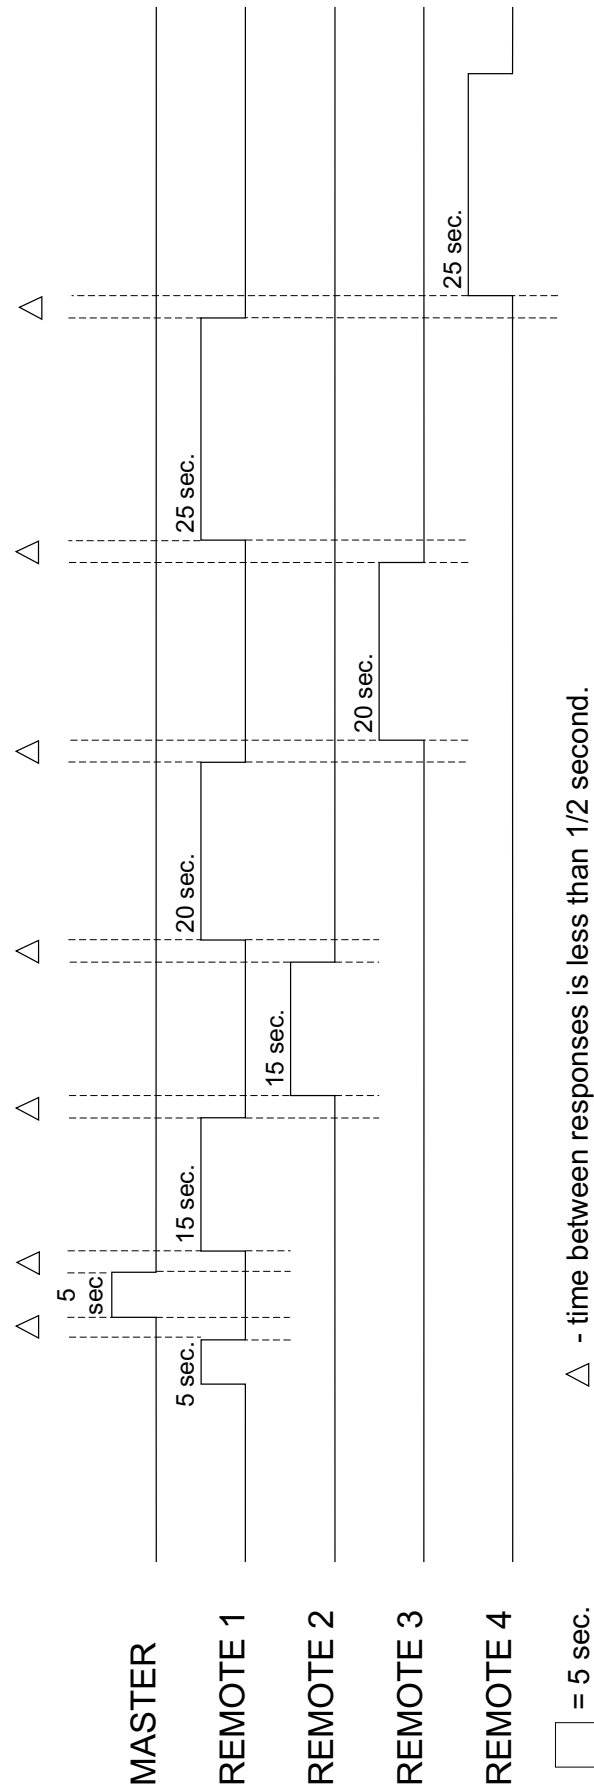 MASTER
5
sec
REMOTE 1
5 sec.
15 sec.
20 sec.
25 sec.
REMOTE 2
15 sec.
REMOTE 3
20 sec.
REMOTE 4
25 sec.
= 5 sec.
△ - time between responses is less than 1/2 second.